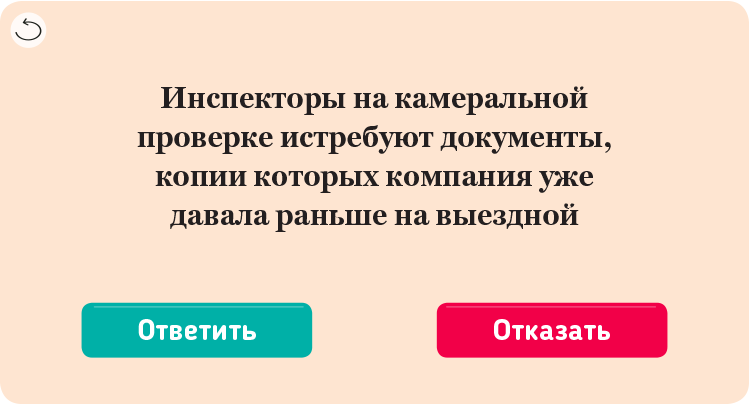 Инспекторы на камеральной
проверке истребуют документы,
копии которых компания уже
давала раньше на выездной
Ответить
Отказать